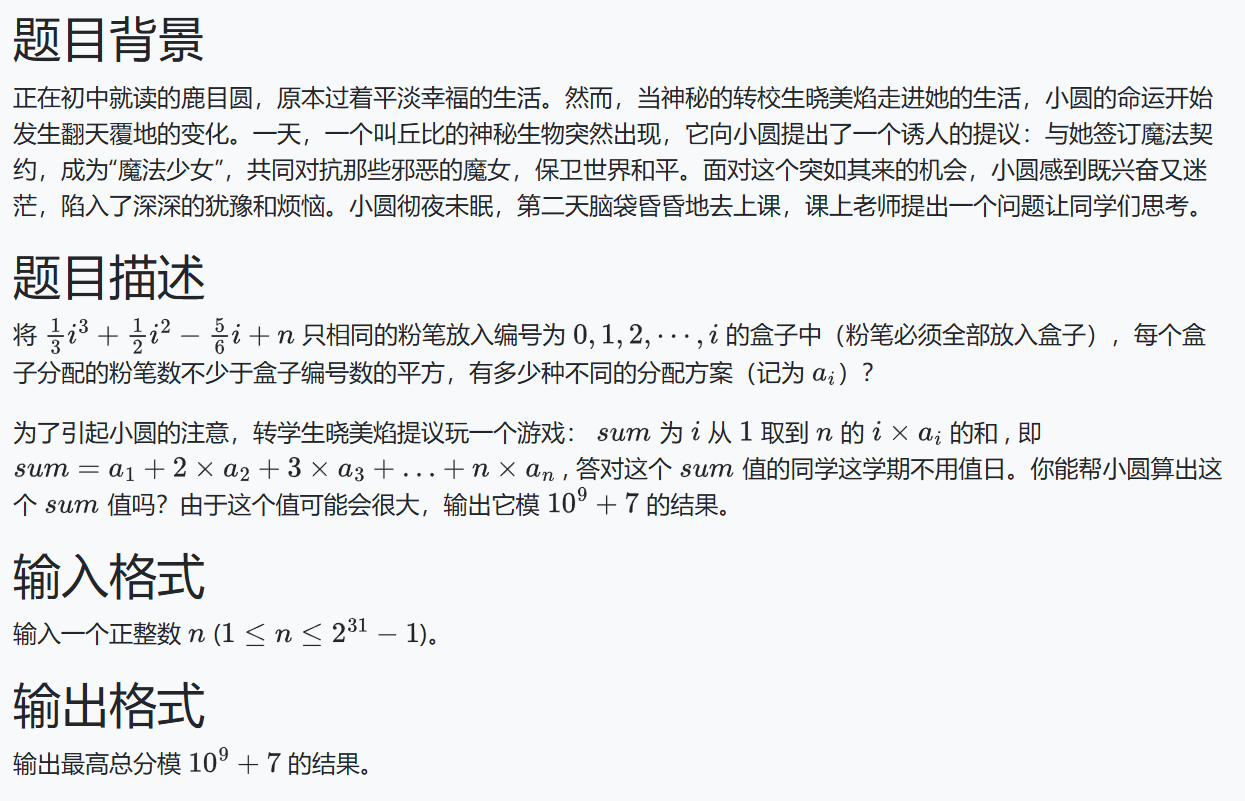 题目背景
正在初中就读的鹿目圆，原本过着平淡幸福的生活。然而，当神秘的转校生晓美焰走进她的生活，小圆的命运开始
发生翻天覆地的变化。一天，一个叫丘比的神秘生物突然出现，它向小圆提出了一个诱人的提议：与她签订魔法契
约，成为“魔法少女”，共同对抗那些邪恶的魔女，保卫世界和平。面对这个突如其来的机会，小圆感到既兴奋又迷
茫，陷入了深深的犹豫和烦恼。小圆彻夜未眠，第二天脑袋昏昏地去上课，课上老师提出一个问题让同学们思考。
题目描述
将 $\frac{1}{3}i^3 + \frac{1}{2}i^2 - \frac{5}{6}i + n$ 只相同的粉笔放入编号为 $0, 1, 2, \cdots, i$ 的盒子中（粉笔必须全部放入盒子），每个盒
子分配的粉笔数不少于盒子编号数的平方，有多少种不同的分配方案（记为 $a_i$）？
为了引起小圆的注意，转学生晓美焰提议玩一个游戏： $sum$ 为 $i$ 从 $1$ 取到 $n$ 的 $i \times a_i$ 的和 , 即
$sum = a_1 + 2 \times a_2 + 3 \times a_3 + \ldots + n \times a_n$ , 答对这个 $sum$ 值的同学这学期不用值日。你能帮小圆算出这
个 $sum$ 值吗？由于这个值可能会很大，输出它模 $10^9 + 7$ 的结果。
输入格式
输入一个正整数 $n$ ($1 \le n \le 2^{31} - 1$)。
输出格式
输出最高总分模 $10^9 + 7$ 的结果。